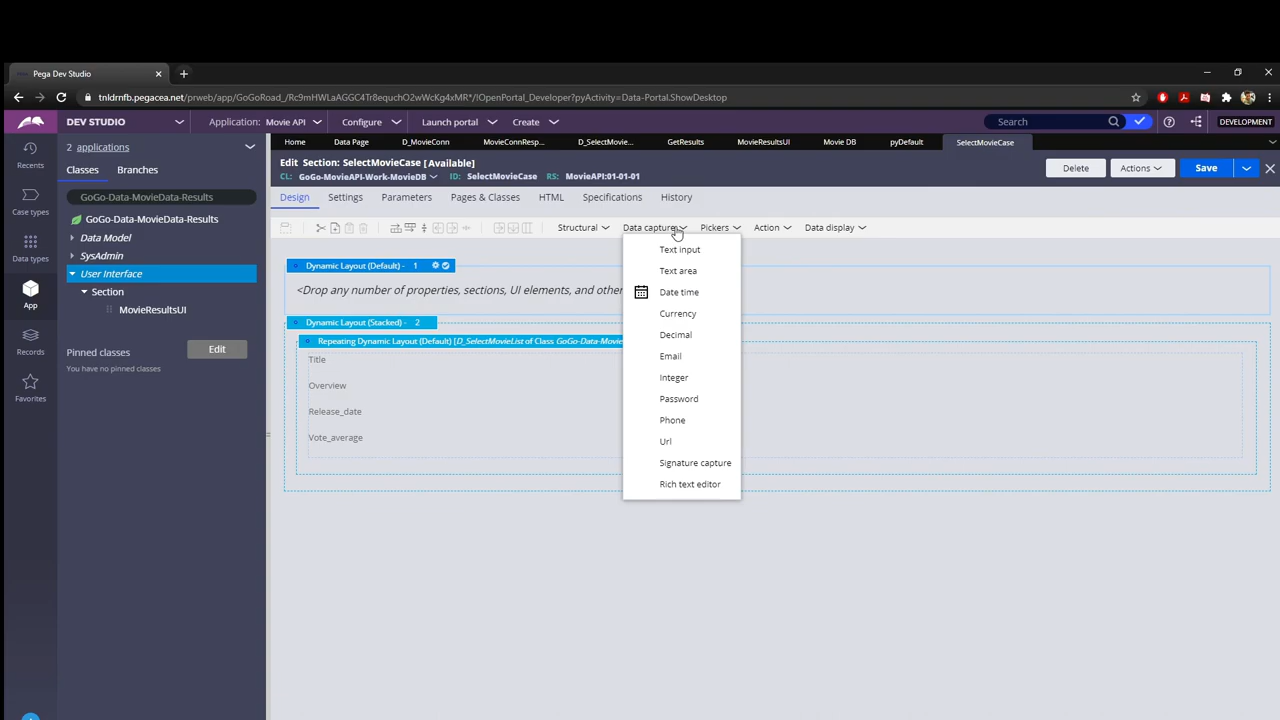 Pega Dev Studio
tnldrnfb.pegacea.net/prweb/app/GoGoRoad_/Rc9mHWLaAGGC4Tr8equchO2wWcKg4xMR*/!OpenPortal_Developer?pyActivity=Data-Portal.ShowDesktop
DEV STUDIO
Application: Movie API
Configure
Launch portal
Create
Search
DEVELOPMENT
2 applications
Classes
Branches
GoGo-Data-MovieData-Results
GoGo-Data-MovieData-Results
Data Model
SysAdmin
User Interface
Section
MovieResultsUI
Pinned classes
Edit
You have no pinned classes
Recents
Case types
Data types
App
Records
Favorites
Home
Data Page
D_MovieConn
D_SelectMovie...
GetResults
MovieConnResp...
MovieResultsUI
Movie DB
pyDefault
SelectMovieCase
Edit Section: SelectMovieCase [Available]
CL: GoGo-MovieAPI-Work-MovieDB
ID: SelectMovieCase
RS: MovieAPI:01-01-01
Delete
Actions
Save
Design
Settings
Parameters
Pages & Classes
HTML
Specifications
History
Structural
Data capture
Pickers
Action
Data display
Text input
Text area
Date time
Currency
Decimal
Email
Integer
Password
Phone
Url
Signature capture
Rich text editor
Dynamic Layout (Default) - 1
<Drop any number of properties, sections, UI elements, and other
Dynamic Layout (Stacked) - 2
Repeating Dynamic Layout (Default) [D_SelectMovieList of Class GoGo-Data-Movie
Title
Overview
Release_date
Vote_average